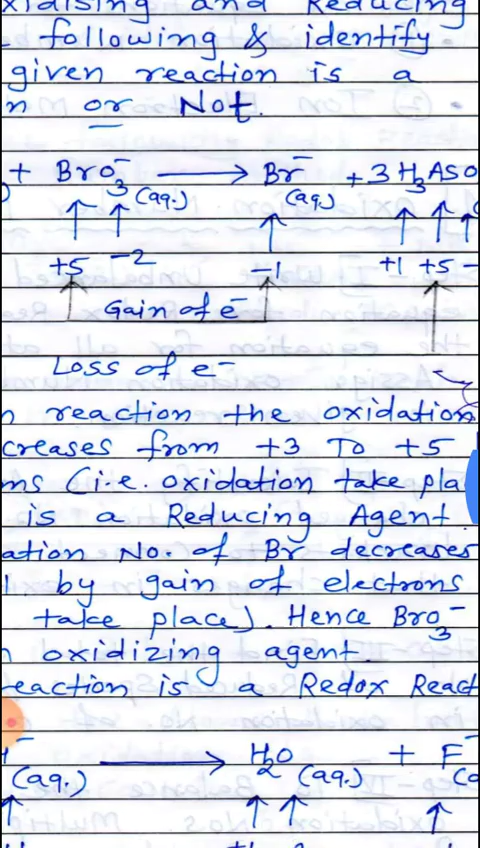 xidising and Reducing
following & identify
given reaction is a
n or Not.
+ BrO₃⁻ (aq.) ⟶ Br⁻ (aq.) + 3 H₃AsO
+5 -2 -1 +1 +5 -
Gain of e⁻
Loss of e⁻
n reaction the oxidation
creases from +3 To +5
ms (i.e. oxidation take pla
is a Reducing Agent.
ation No. of Br decreases
by gain of electrons
take place). Hence BrO₃⁻
n oxidizing agent.
eaction is a Redox React
(aq.) ⟶ H₂O (aq.) + F⁻